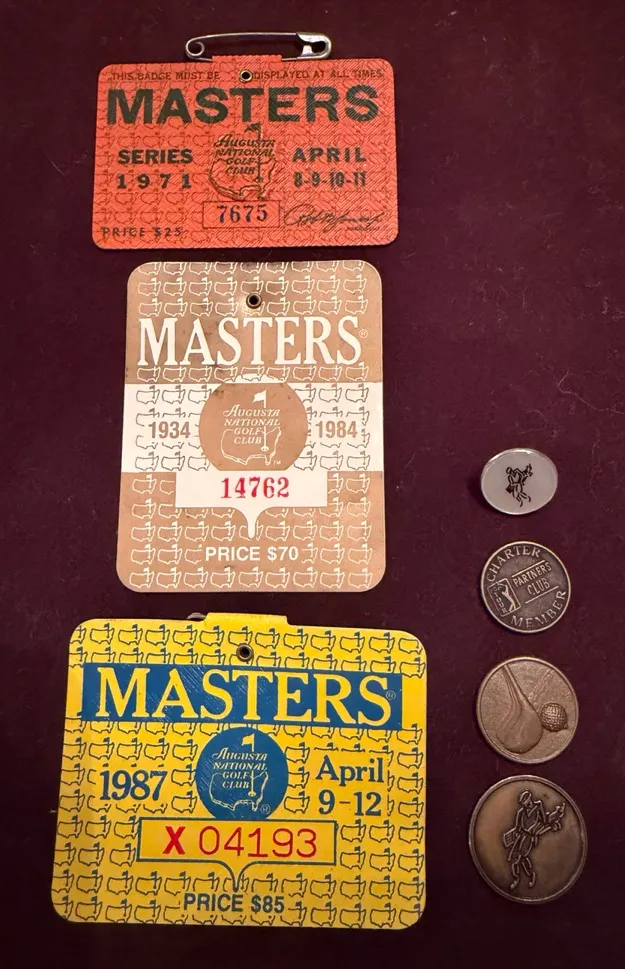 THIS BADGE MUST BE DISPLAYED AT ALL TIMES
MASTERS
SERIES
1971
AUGUSTA
NATIONAL
GOLF
CLUB
APRIL
8-9-10-11
7675
PRICE $25
MASTERS®
1934
AUGUSTA
NATIONAL
GOLF
CLUB
TM
1984
14762
PRICE $70
CHARTER
PARTNERS
CLUB
MEMBER
MASTERS®
1987
AUGUSTA
NATIONAL
GOLF
CLUB
®
April
9-12
X 04193
PRICE $85